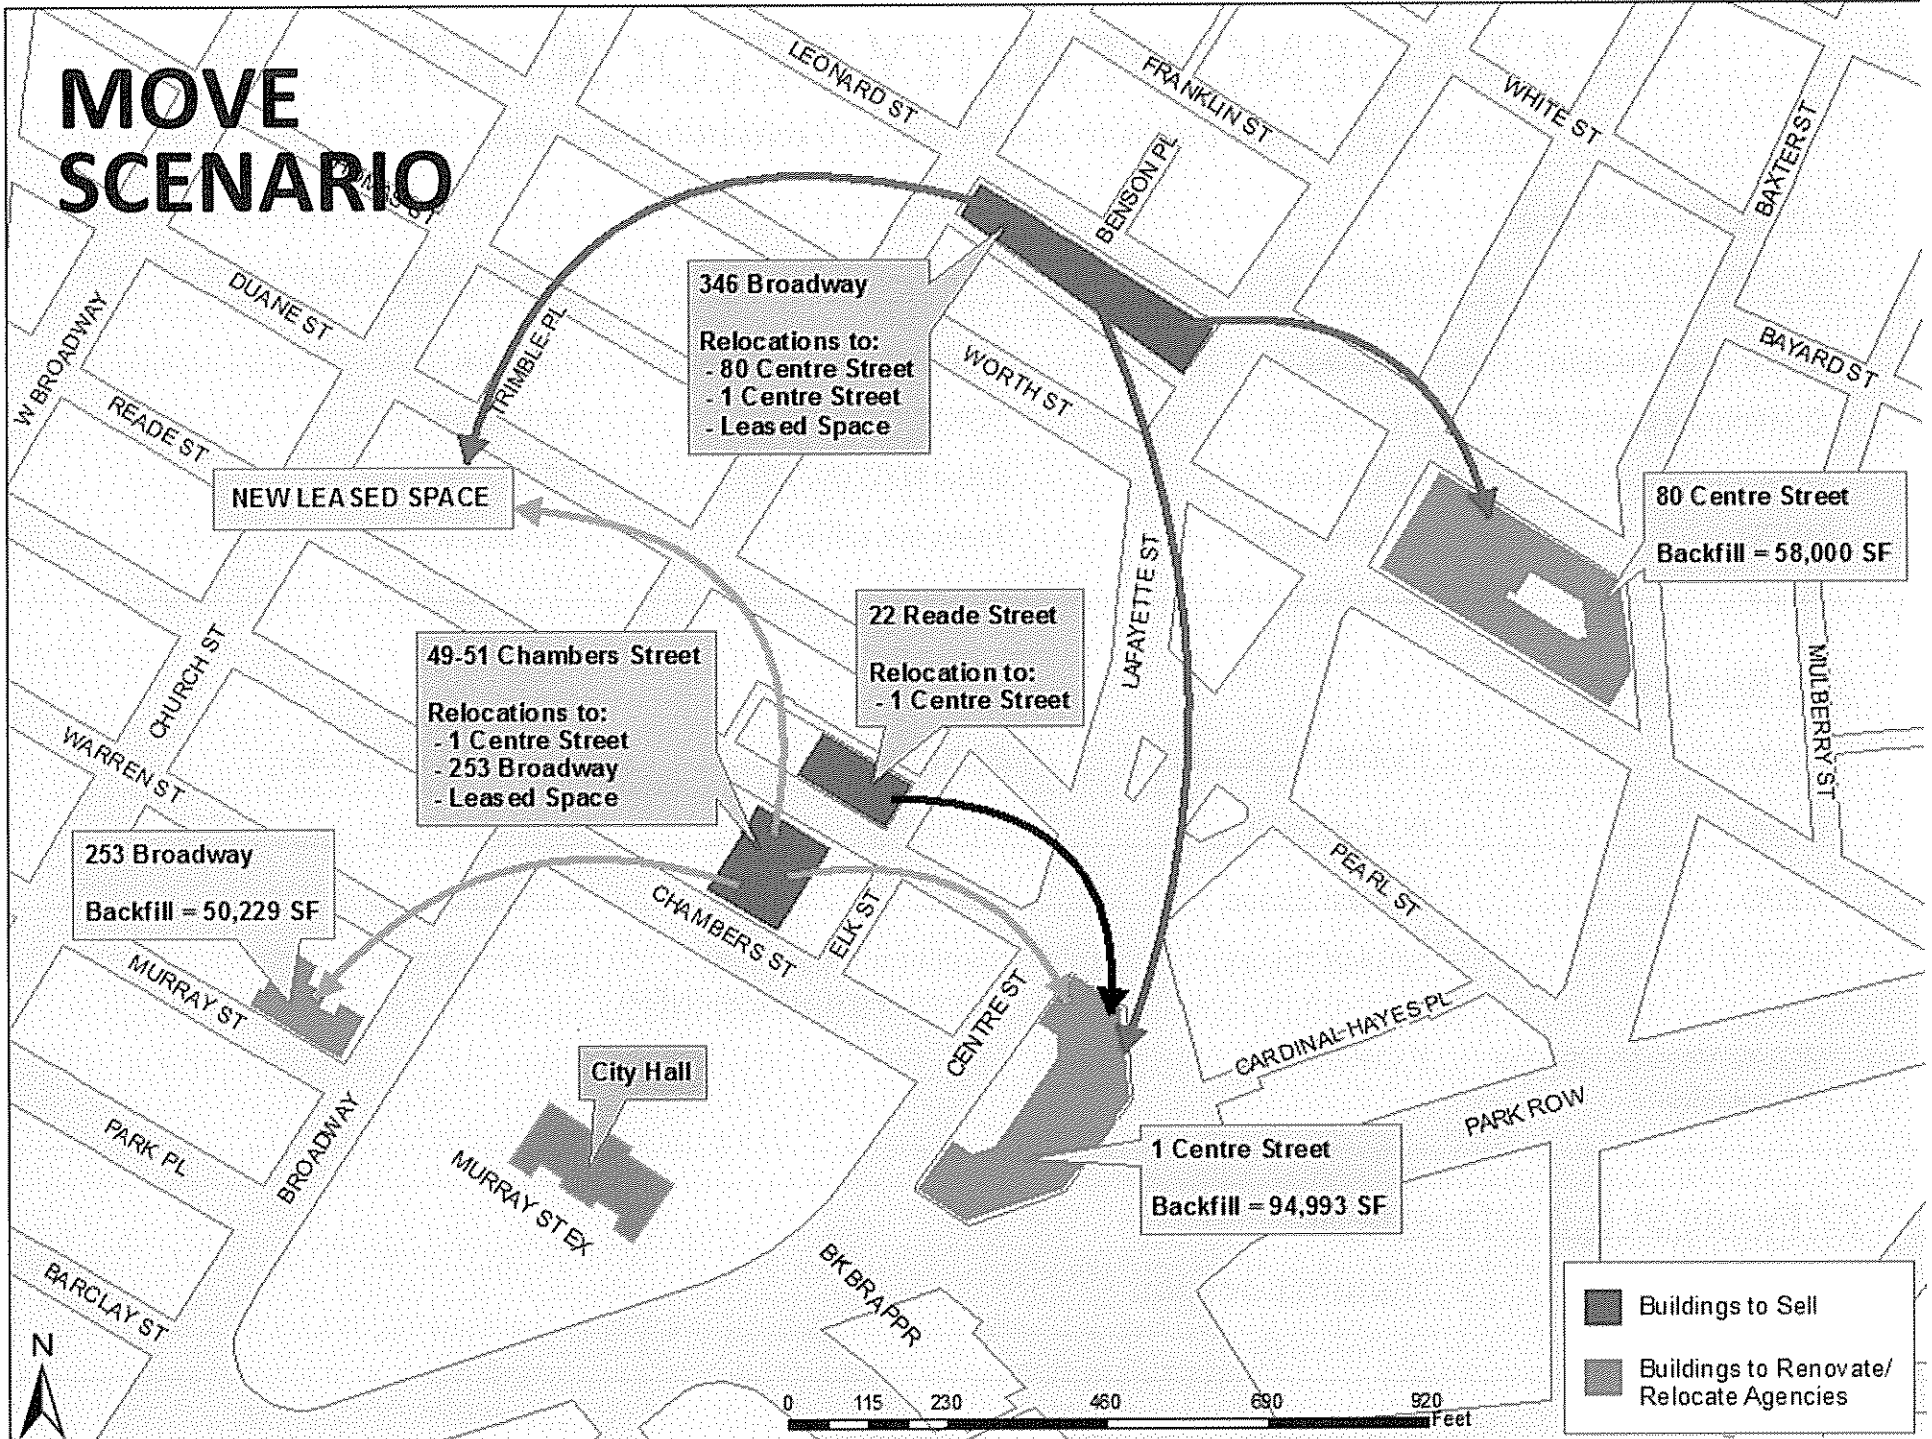 MOVE
SCENARIO
LEONARD ST
FRANKLIN ST
WHITE ST
BAXTER ST
BENSON PL
DUANE ST
W BROADWAY
TRIMBLE PL
READE ST
WORTH ST
BAYARD ST
346 Broadway
Relocations to:
- 80 Centre Street
- 1 Centre Street
- Leased Space
NEW LEASED SPACE
80 Centre Street
Backfill = 58,000 SF
22 Reade Street
Relocation to:
- 1 Centre Street
49-51 Chambers Street
Relocations to:
- 1 Centre Street
- 253 Broadway
- Leased Space
LAFAYETTE ST
MULBERRY ST
CHURCH ST
WARREN ST
253 Broadway
Backfill = 50,229 SF
CHAMBERS ST
ELK ST
PEARL ST
MURRAY ST
CENTRE ST
CARDINAL HAYES PL
City Hall
PARK ROW
PARK PL
BROADWAY
MURRAY ST EX
1 Centre Street
Backfill = 94,993 SF
BK BR APPR
BARCLAY ST
N
0 115 230 460 690 920
Feet
Buildings to Sell
Buildings to Renovate/
Relocate Agencies